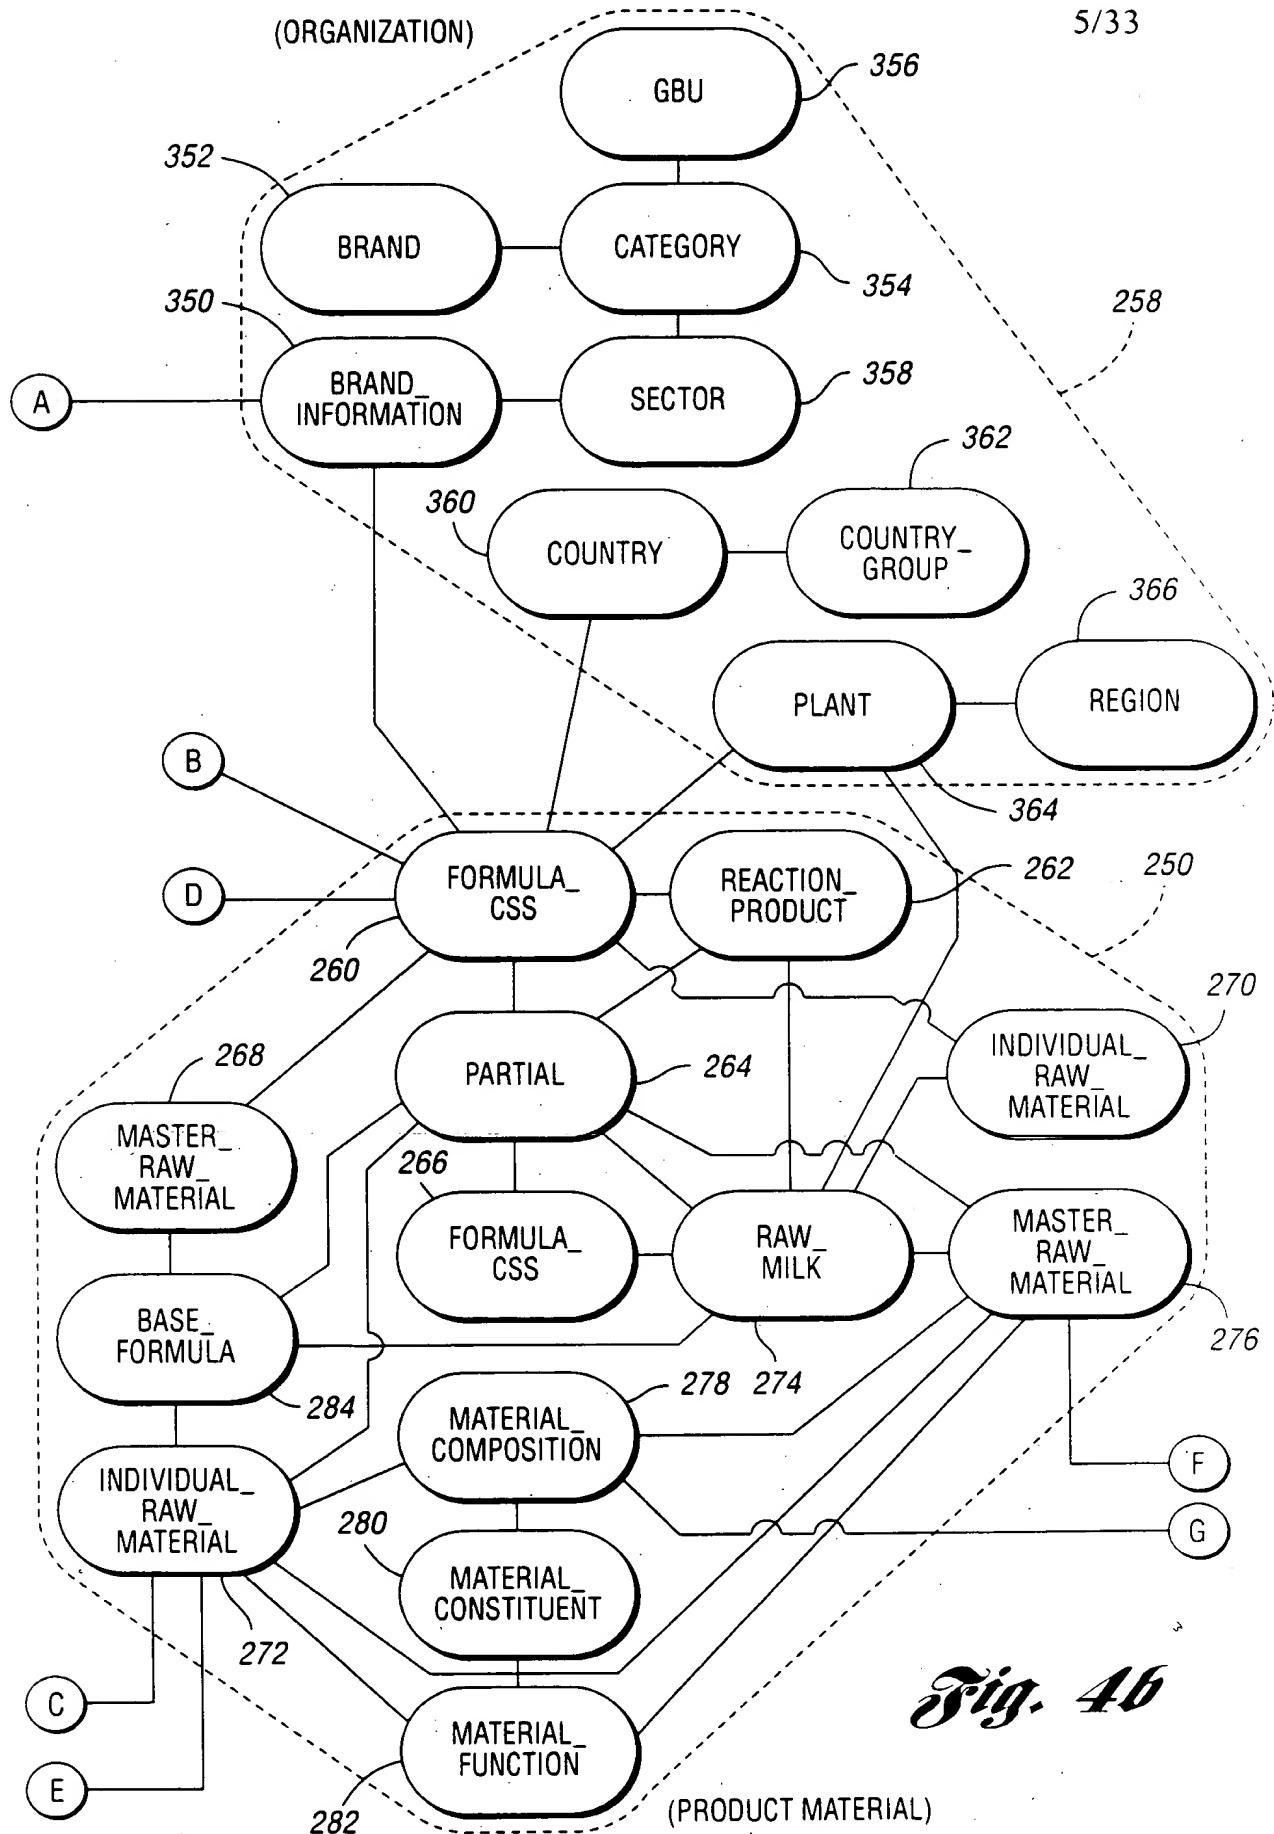 (ORGANIZATION)
5/33
GBU
356
352
BRAND
CATEGORY
354
350
258
A
BRAND_
INFORMATION
SECTOR
358
362
360
COUNTRY
COUNTRY_
GROUP
366
PLANT
REGION
B
364
D
FORMULA_
CSS
REACTION_
PRODUCT
262
250
260
270
268
PARTIAL
264
INDIVIDUAL_
RAW_
MATERIAL
MASTER_
RAW_
MATERIAL
266
FORMULA_
CSS
RAW_
MILK
MASTER_
RAW_
MATERIAL
BASE_
FORMULA
276
284
278
274
MATERIAL_
COMPOSITION
F
INDIVIDUAL_
RAW_
MATERIAL
280
G
MATERIAL_
CONSTITUENT
272
C
Fig. 4b
MATERIAL_
FUNCTION
E
282
(PRODUCT MATERIAL)